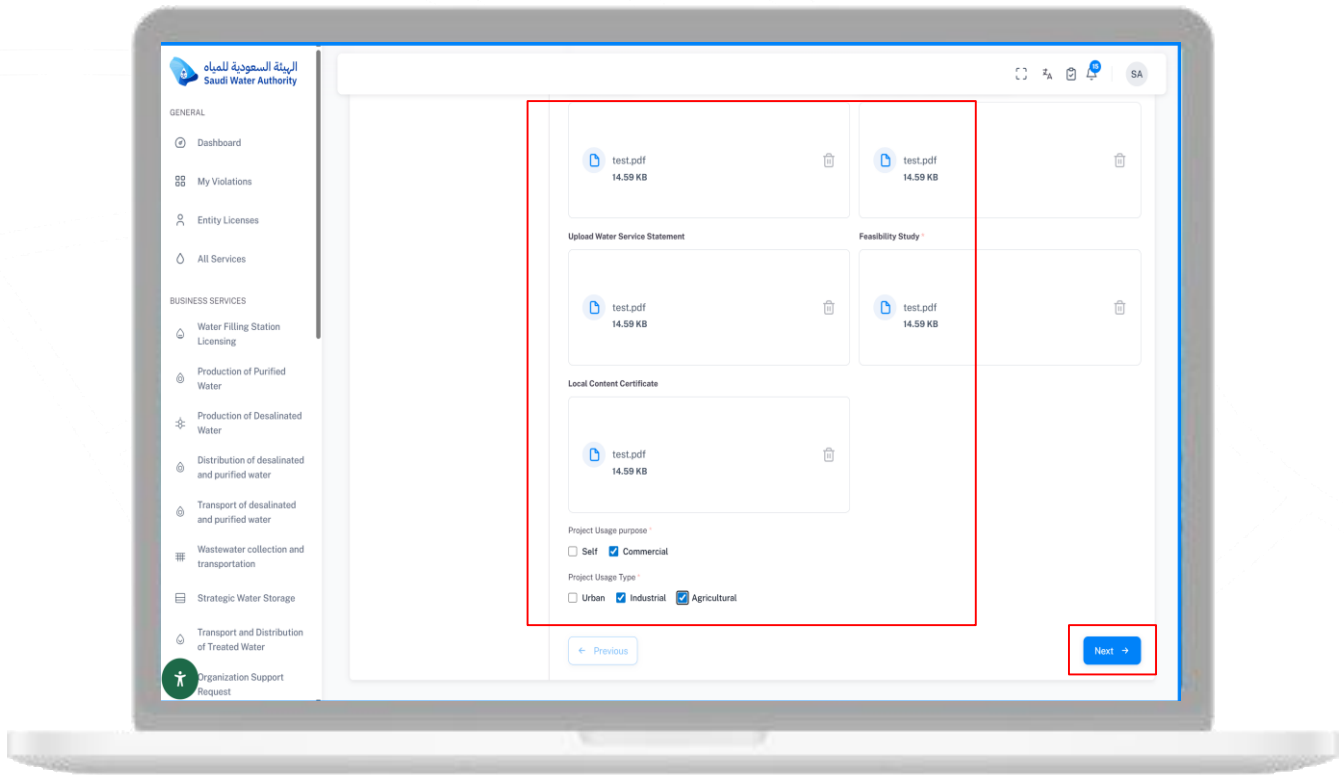 الهيئة السعودية للمياه
Saudi Water Authority
15
SA
GENERAL
Dashboard
My Violations
Entity Licenses
All Services
BUSINESS SERVICES
Water Filling Station
Licensing
Production of Purified
Water
Production of Desalinated
Water
Distribution of desalinated
and purified water
Transport of desalinated
and purified water
Wastewater collection and
transportation
Strategic Water Storage
Transport and Distribution
of Treated Water
Organization Support
Request
test.pdf
14.59 KB
test.pdf
14.59 KB
Upload Water Service Statement
Feasibility Study *
test.pdf
14.59 KB
test.pdf
14.59 KB
Local Content Certificate
test.pdf
14.59 KB
Project Usage purpose *
Self Commercial
Project Usage Type *
Urban Industrial Agricultural
← Previous
Next →